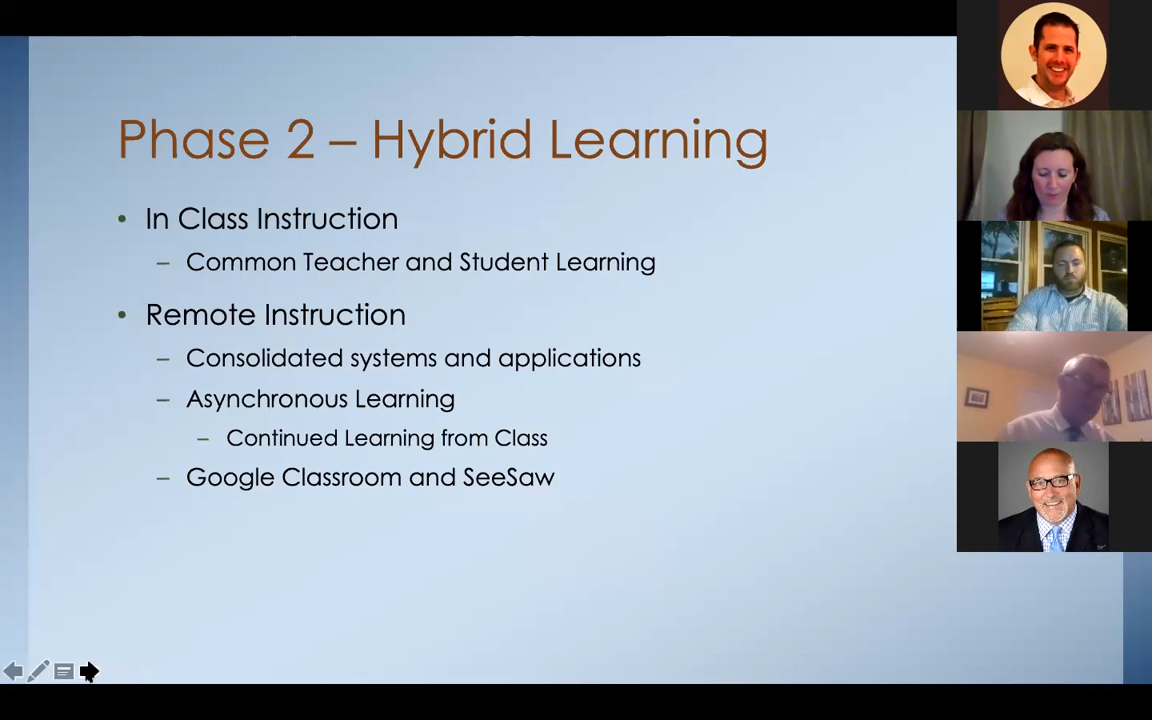 Phase 2 – Hybrid Learning
• In Class Instruction
– Common Teacher and Student Learning
• Remote Instruction
– Consolidated systems and applications
– Asynchronous Learning
– Continued Learning from Class
– Google Classroom and SeeSaw